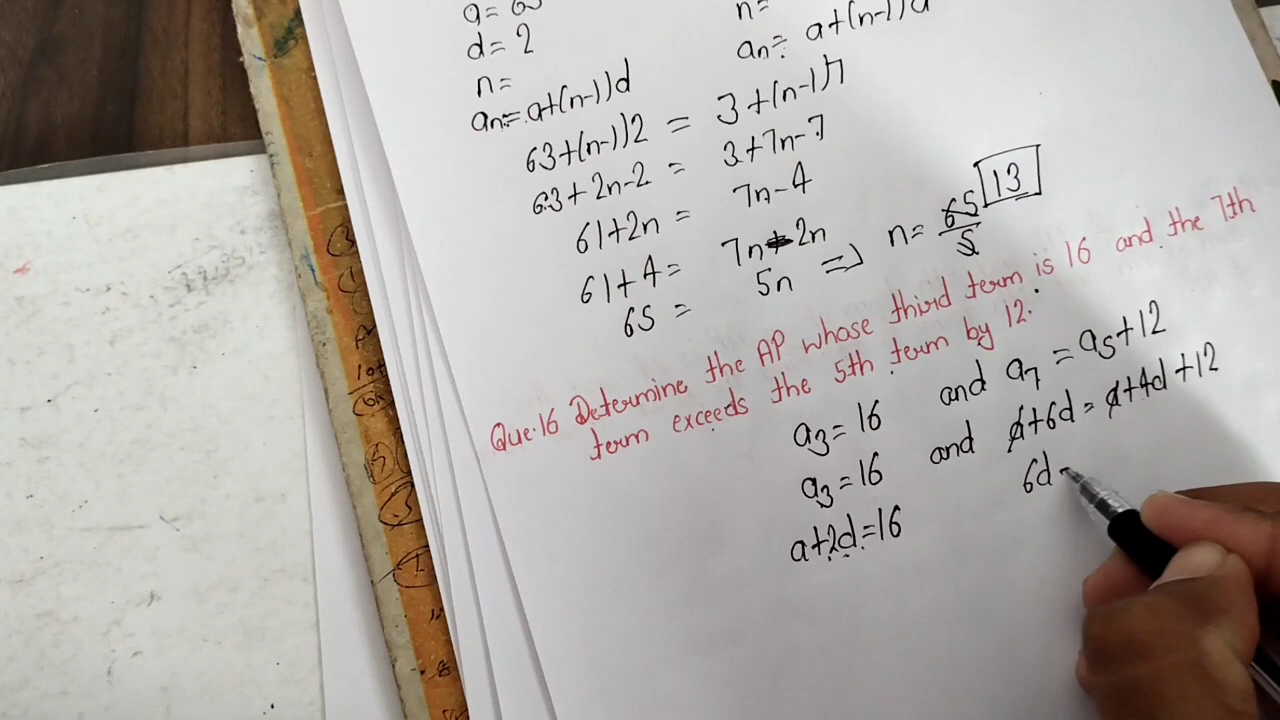 d = 2
n =
n =
an = a+(n-1)d
an = a+(n-1)d
63+(n-1)2 = 3+(n-1)7
63+2n-2 = 3+7n-7
61+2n = 7n-4
61+4 = 7n-2n
65 = 5n => n = 65/5 13
Que.16 Determine the AP whose third term is 16 and the 7th
term exceeds the 5th term by 12.
a3 = 16 and a7 = a5+12
a3 = 16 and a+6d = a+4d+12
a+2d = 16 6d